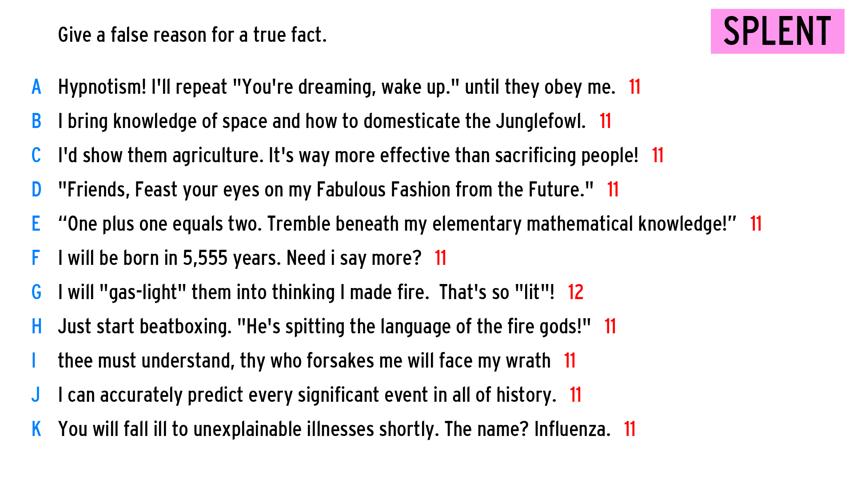 Give a false reason for a true fact.
SPLENT
A Hypnotism! I'll repeat "You're dreaming, wake up." until they obey me. 11
B I bring knowledge of space and how to domesticate the Junglefowl. 11
C I'd show them agriculture. It's way more effective than sacrificing people! 11
D "Friends, Feast your eyes on my Fabulous Fashion from the Future." 11
E “One plus one equals two. Tremble beneath my elementary mathematical knowledge!” 11
F I will be born in 5,555 years. Need i say more? 11
G I will "gas-light" them into thinking I made fire. That's so "lit"! 12
H Just start beatboxing. "He's spitting the language of the fire gods!" 11
I thee must understand, thy who forsakes me will face my wrath 11
J I can accurately predict every significant event in all of history. 11
K You will fall ill to unexplainable illnesses shortly. The name? Influenza. 11